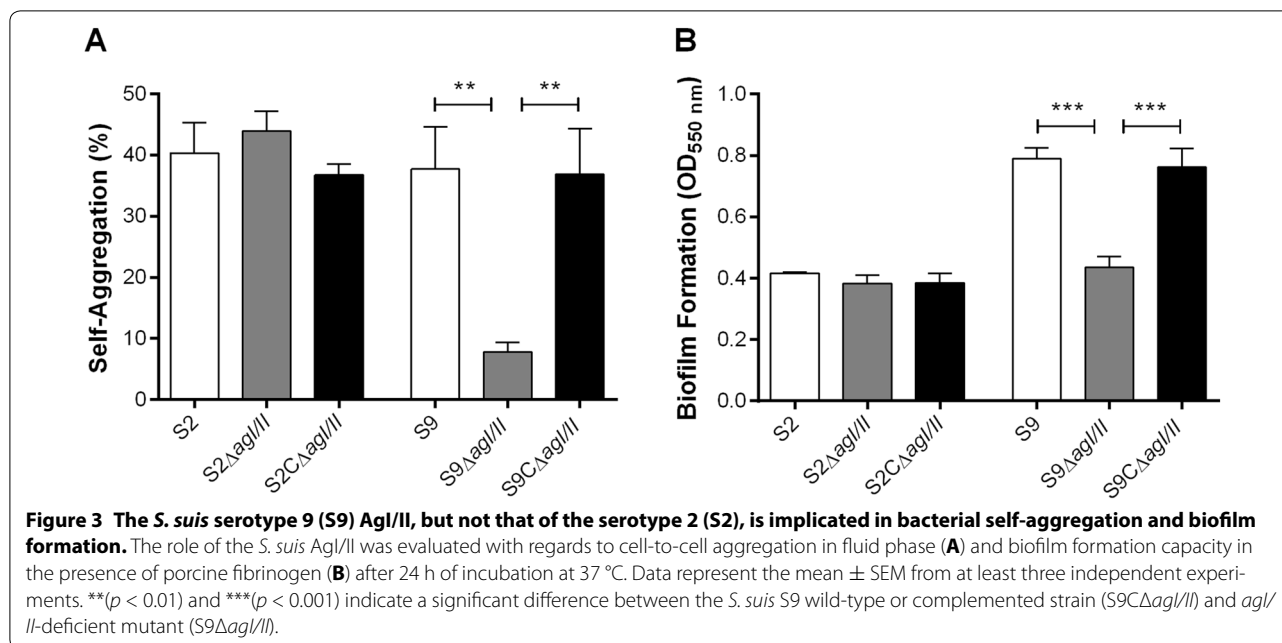 A
B
** **
*** ***
Self-Aggregation (%)
50
40
30
20
10
0
S2
S2ΔagI/II
S2CΔagI/II
S9
S9ΔagI/II
S9CΔagI/II
Biofilm Formation (OD550 nm)
1.0
0.8
0.6
0.4
0.2
0.0
S2
S2ΔagI/II
S2CΔagI/II
S9
S9ΔagI/II
S9CΔagI/II
Figure 3 The S. suis serotype 9 (S9) AgI/II, but not that of the serotype 2 (S2), is implicated in bacterial self-aggregation and biofilm
formation. The role of the S. suis AgI/II was evaluated with regards to cell-to-cell aggregation in fluid phase (A) and biofilm formation capacity in
the presence of porcine fibrinogen (B) after 24 h of incubation at 37 °C. Data represent the mean ± SEM from at least three independent experi-
ments. **(p < 0.01) and ***(p < 0.001) indicate a significant difference between the S. suis S9 wild-type or complemented strain (S9CΔagI/II) and agI/
II-deficient mutant (S9ΔagI/II).